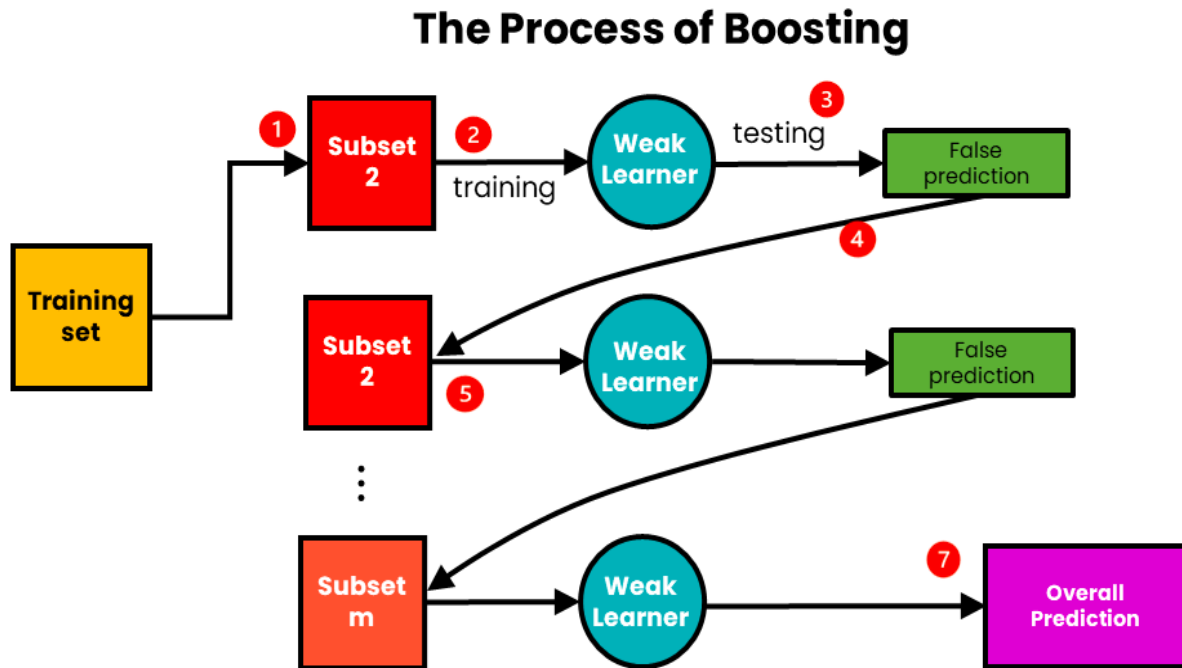 The Process of Boosting
1
Subset
2
2
training
Weak
Learner
3
testing
False
prediction
4
Training
set
Subset
2
5
Weak
Learner
False
prediction
Subset
m
Weak
Learner
7
Overall
Prediction